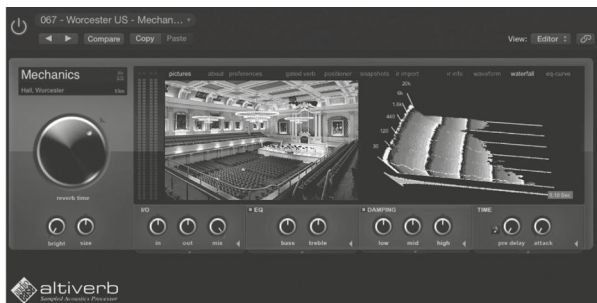 067 - Worcester US - Mechan...
Compare Copy Paste
View: Editor
Mechanics
Hall, Worcester
pictures about preferences gated verb positioner snapshots ir import ir info waveform waterfall eq-curve
20k
6k
1.6k
440
120
30
reverb time
bright size
I/O EQ DAMPING TIME
in out mix bass treble low mid high pre delay attack
altiverb
Sampled Acoustics Processor